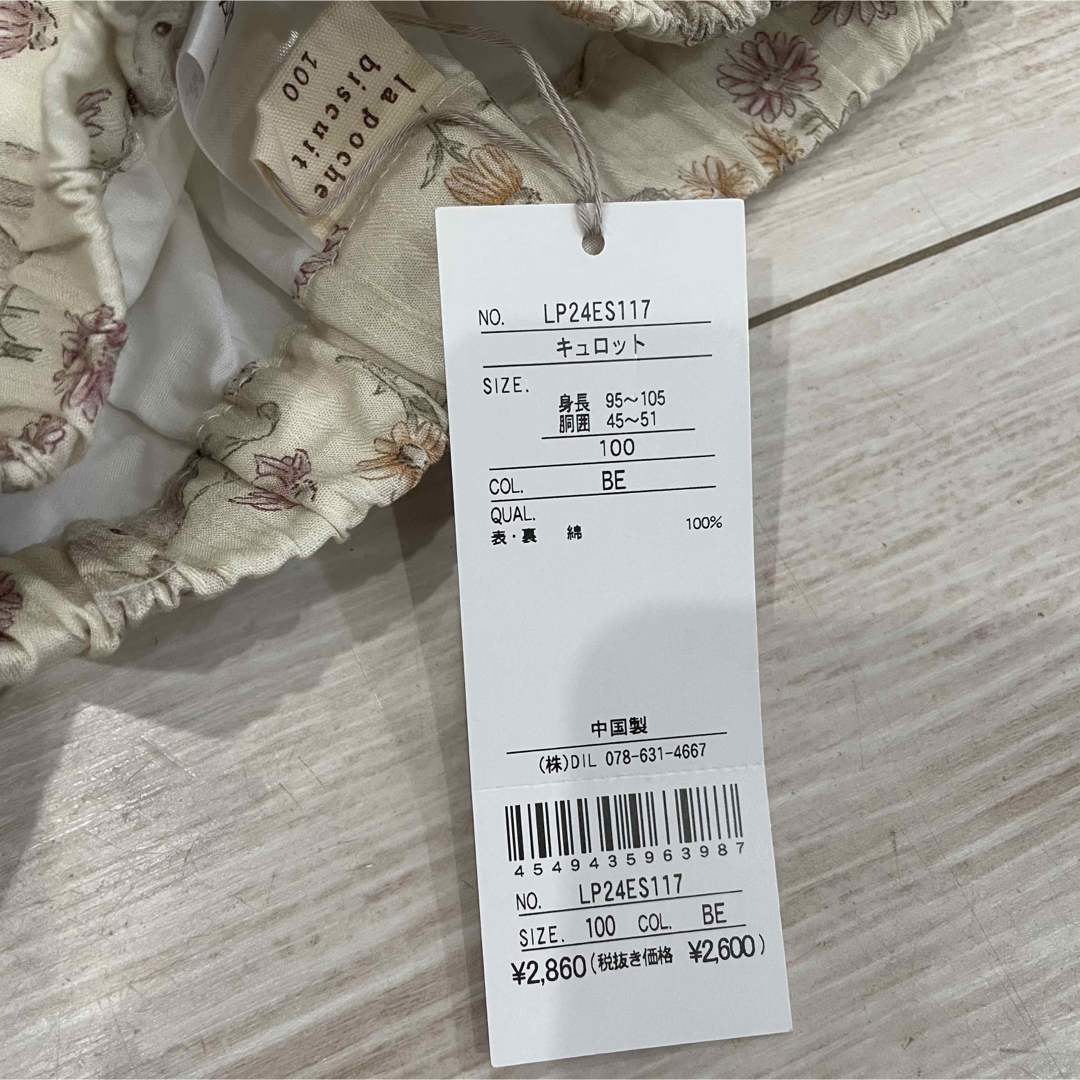 la poche
biscuit
100
NO. LP24ES117
キュロット
SIZE.
身長 95～105
胴囲 45～51
100
COL. BE
QUAL.
表・裏 綿 100%
中国製
(株)DIL 078-631-4667
4549435963987
NO. LP24ES117
SIZE. 100 COL. BE
¥2,860(税抜き価格 ¥2,600)